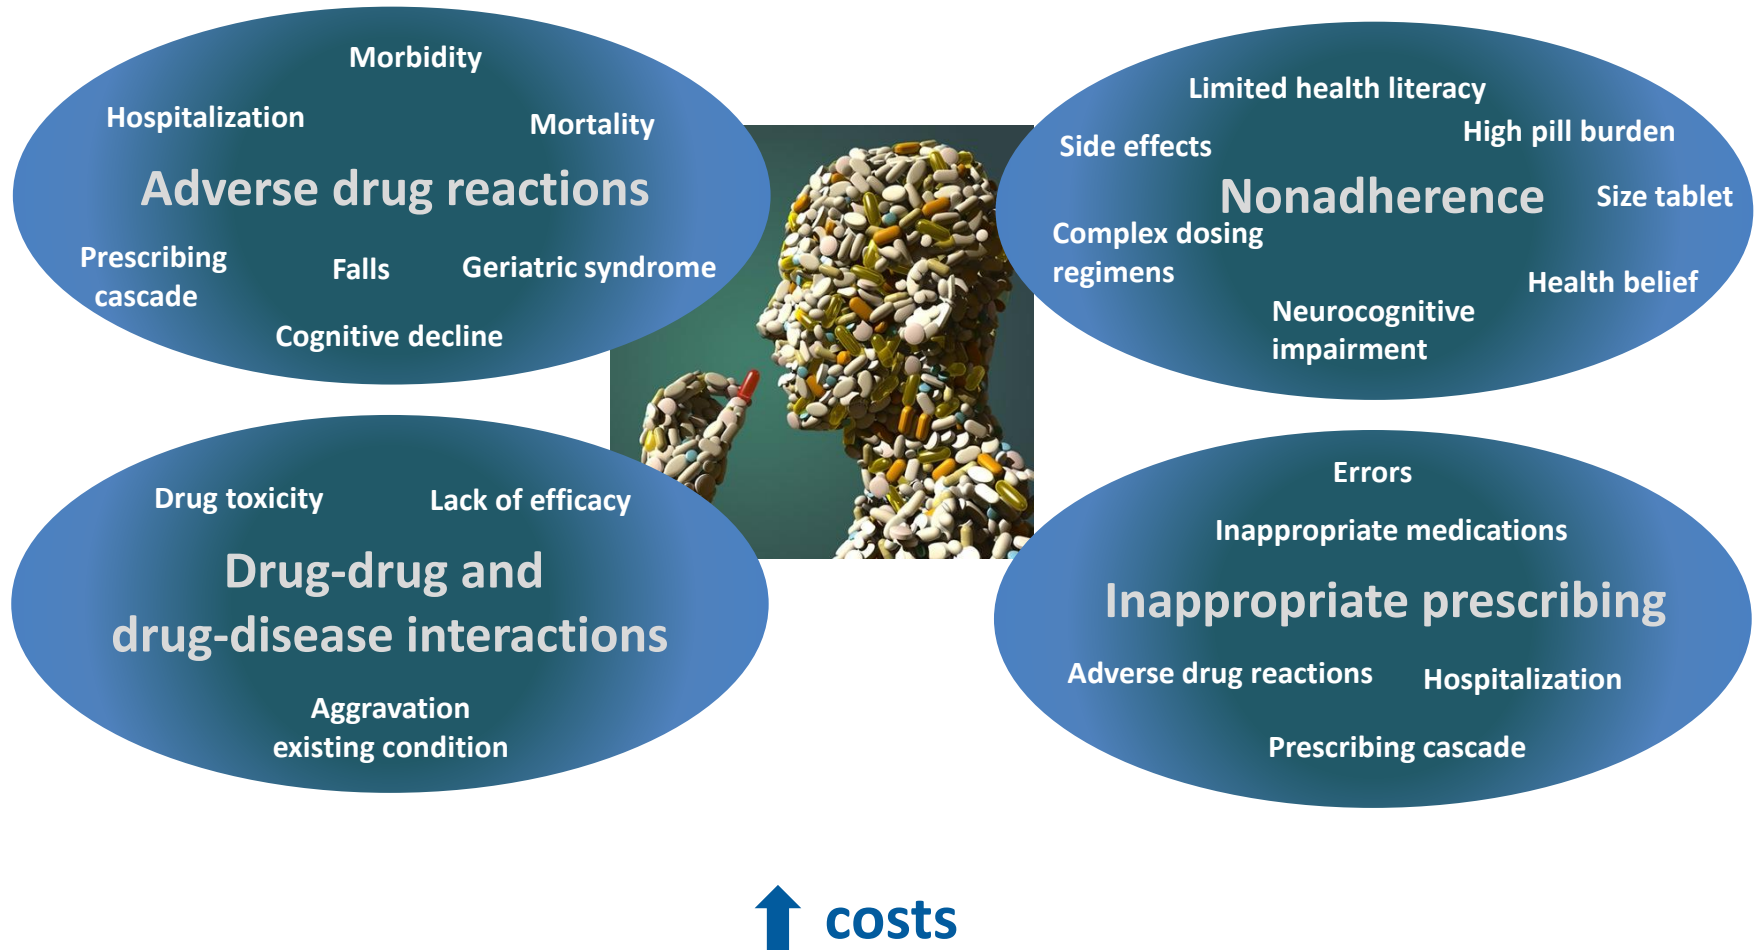 Morbidity
Hospitalization
Mortality
Adverse drug reactions
Prescribing
cascade
Falls
Geriatric syndrome
Cognitive decline
Limited health literacy
Side effects
High pill burden
Nonadherence
Size tablet
Complex dosing
regimens
Health belief
Neurocognitive
impairment
Drug toxicity
Lack of efficacy
Drug-drug and
drug-disease interactions
Aggravation
existing condition
Errors
Inappropriate medications
Inappropriate prescribing
Adverse drug reactions
Hospitalization
Prescribing cascade
costs